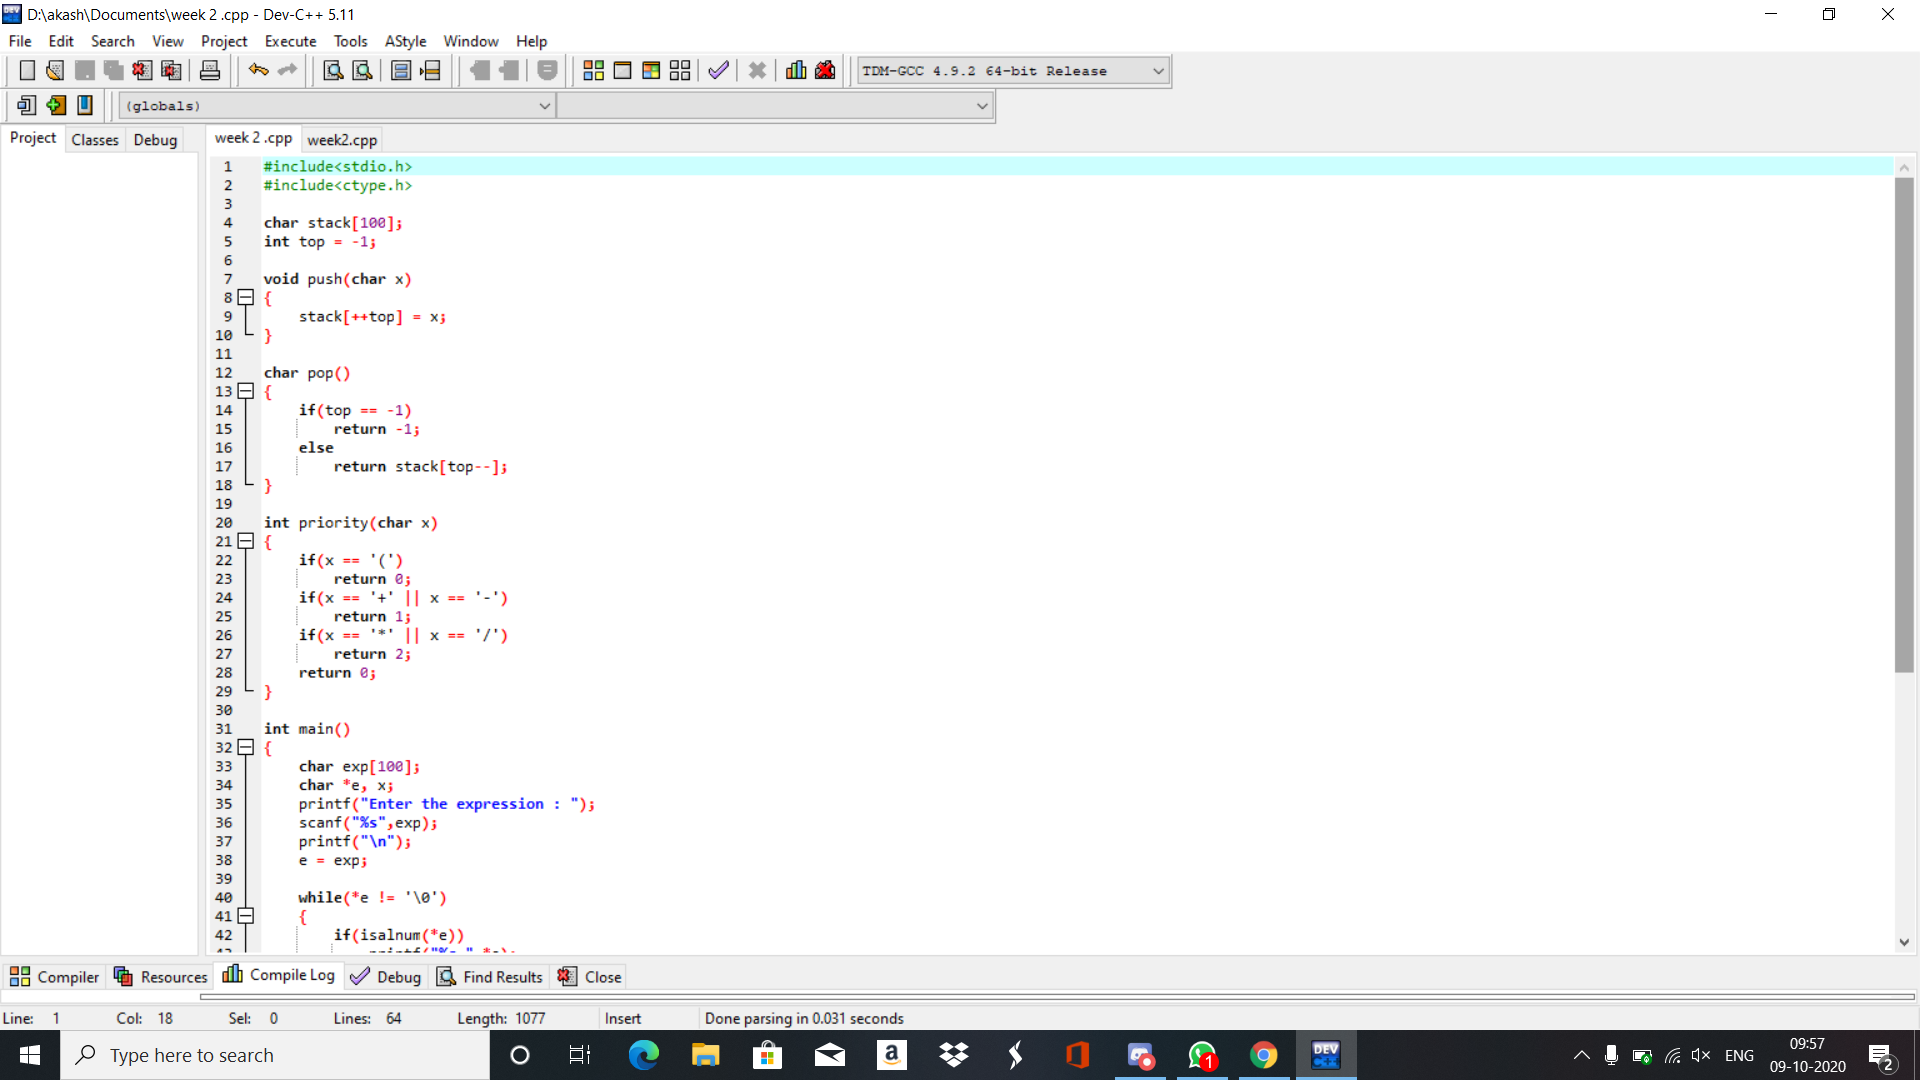 D:\akash\Documents\week 2 .cpp - Dev-C++ 5.11
File Edit Search View Project Execute Tools AStyle Window Help
TDM-GCC 4.9.2 64-bit Release
(globals)
Project Classes Debug week 2 .cpp week2.cpp
1 #include<stdio.h>
2 #include<ctype.h>
3
4 char stack[100];
5 int top = -1;
6
7 void push(char x)
8 {
9 stack[++top] = x;
10 }
11
12 char pop()
13 {
14 if(top == -1)
15 return -1;
16 else
17 return stack[top--];
18 }
19
20 int priority(char x)
21 {
22 if(x == '(')
23 return 0;
24 if(x == '+' || x == '-')
25 return 1;
26 if(x == '*' || x == '/')
27 return 2;
28 return 0;
29 }
30
31 int main()
32 {
33 char exp[100];
34 char *e, x;
35 printf("Enter the expression : ");
36 scanf("%s",exp);
37 printf("\n");
38 e = exp;
39
40 while(*e != '\0')
41 {
42 if(isalnum(*e))
Compiler Resources Compile Log Debug Find Results Close
Line: 1 Col: 18 Sel: 0 Lines: 64 Length: 1077 Insert Done parsing in 0.031 seconds
Type here to search
a
1
DEV C++
ENG
09:57
09-10-2020
2